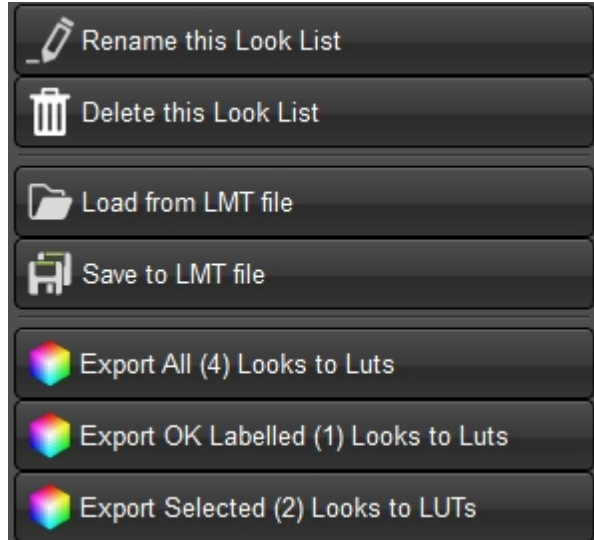 Rename this Look List
Delete this Look List
Load from LMT file
Save to LMT file
Export All (4) Looks to Luts
Export OK Labelled (1) Looks to Luts
Export Selected (2) Looks to LUTs